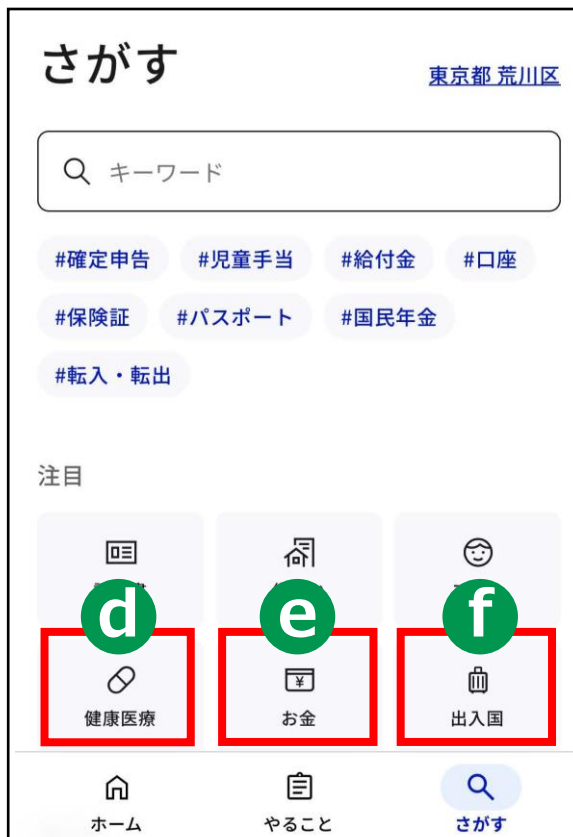 さがす
東京都 荒川区
キーワード
#確定申告 #児童手当 #給付金 #口座
#保険証 #パスポート #国民年金
#転入・転出
注目
d e f
¥
健康医療 お金 出入国
ホーム やること さがす